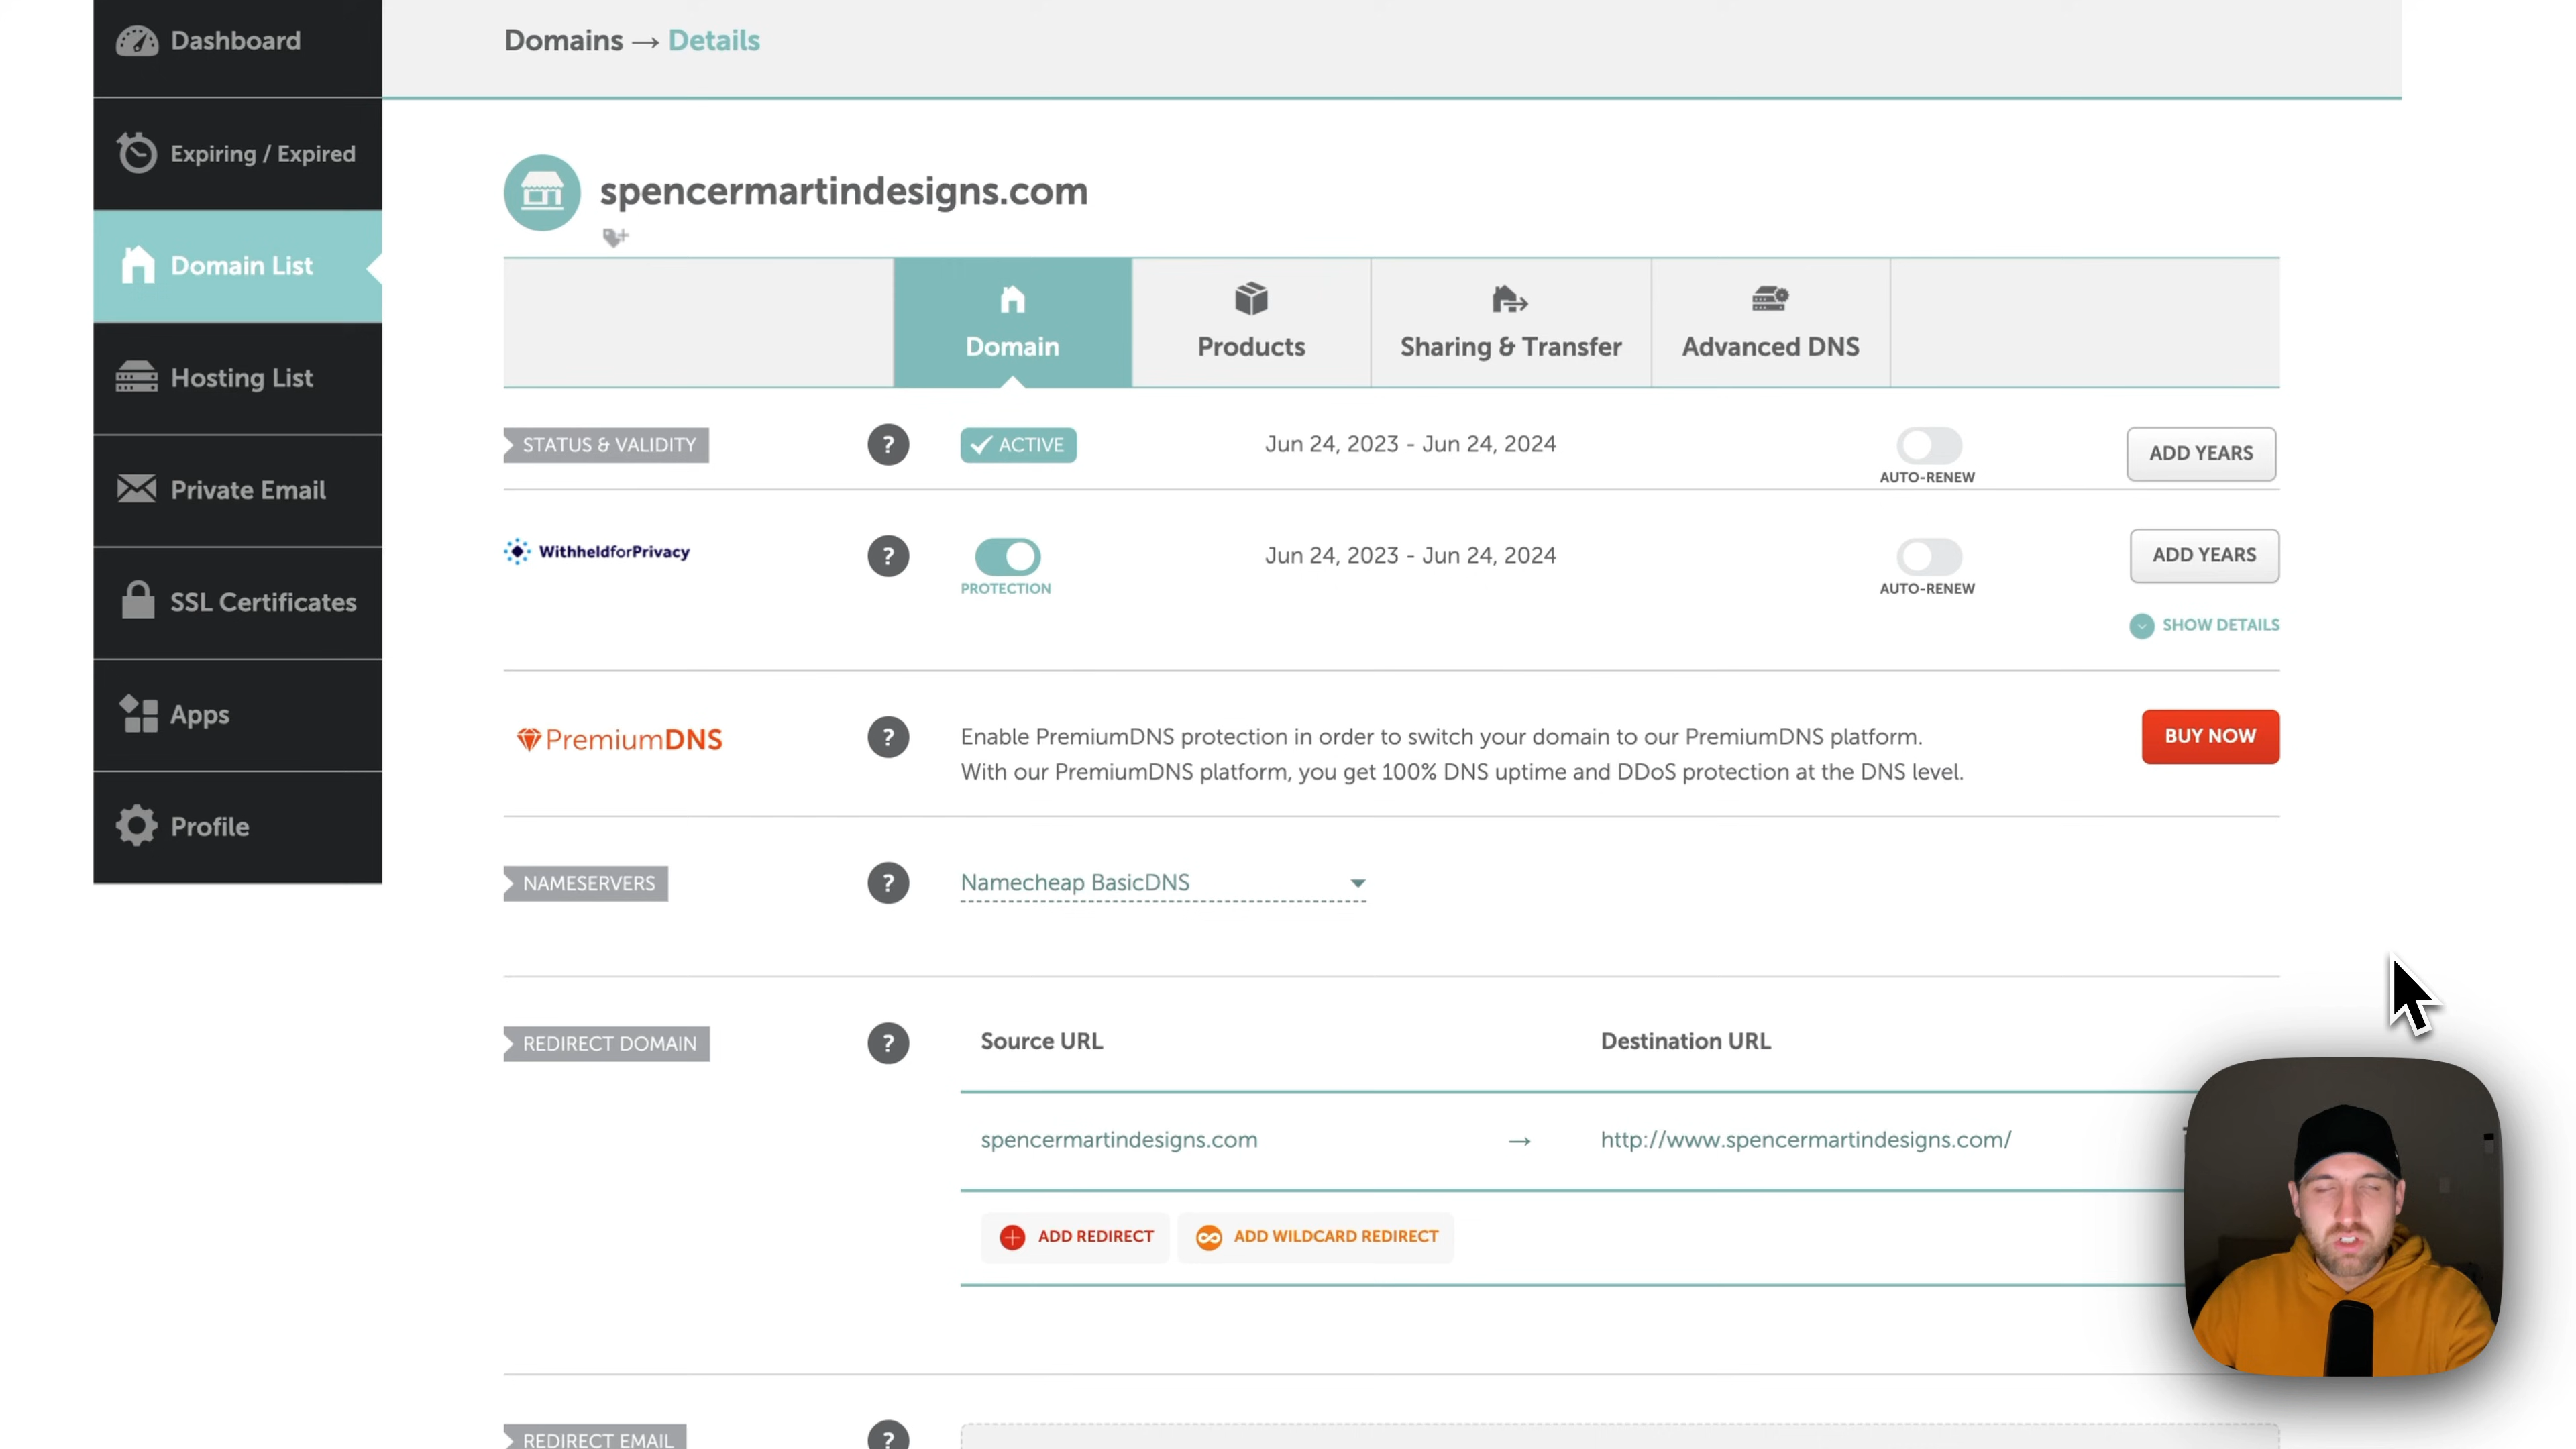 Dashboard
Expiring / Expired
Domain List
Hosting List
Private Email
SSL Certificates
Apps
Profile
Domains → Details
spencermartindesigns.com
Domain
Products
Sharing & Transfer
Advanced DNS
STATUS & VALIDITY
?
ACTIVE
Jun 24, 2023 - Jun 24, 2024
AUTO-RENEW
ADD YEARS
WithheldforPrivacy
?
PROTECTION
Jun 24, 2023 - Jun 24, 2024
AUTO-RENEW
ADD YEARS
SHOW DETAILS
PremiumDNS
?
Enable PremiumDNS protection in order to switch your domain to our PremiumDNS platform.
With our PremiumDNS platform, you get 100% DNS uptime and DDoS protection at the DNS level.
BUY NOW
NAMESERVERS
?
Namecheap BasicDNS
REDIRECT DOMAIN
?
Source URL
Destination URL
spencermartindesigns.com
→
http://www.spencermartindesigns.com/
ADD REDIRECT
ADD WILDCARD REDIRECT
REDIRECT EMAIL
?